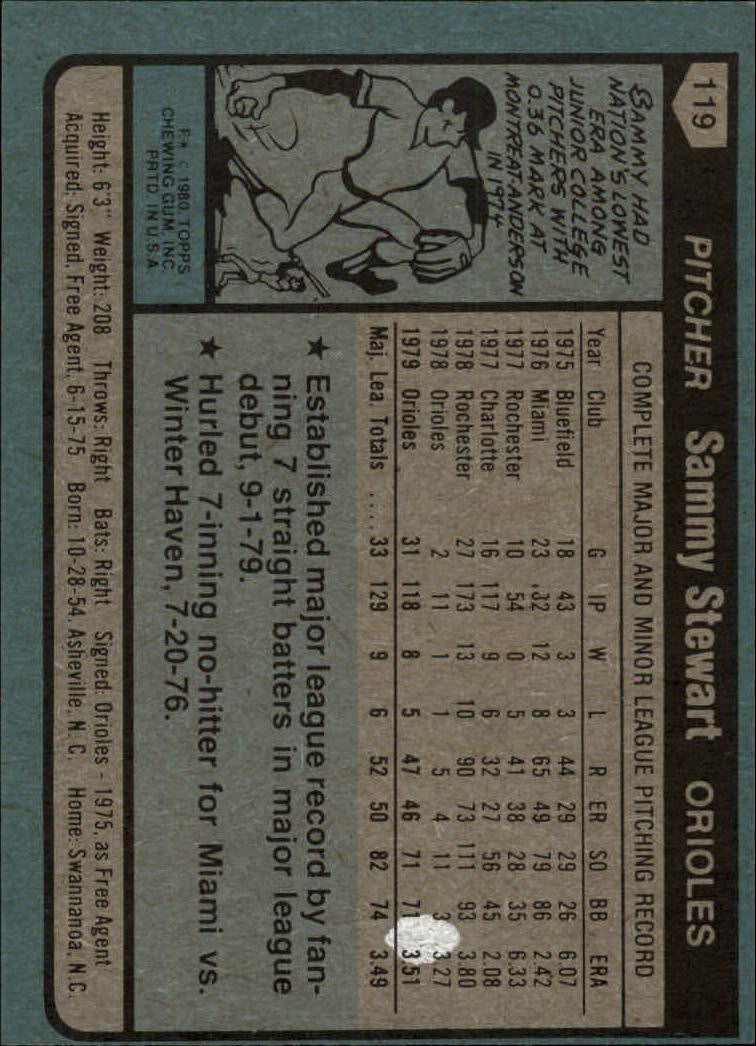 119 PITCHER Sammy Stewart ORIOLES
SAMMY HAD
NATION'S LOWEST
ERA AMONG
JUNIOR COLLEGE
PITCHERS WITH
0.36 MARK AT
MONTREAT-ANDERSON
IN 1974
F* © 1980 TOPPS
CHEWING GUM, INC
PRTD. IN U.S.A.
COMPLETE MAJOR AND MINOR LEAGUE PITCHING RECORD
Year Club G IP W L R ER SO BB ERA
1975 Bluefield 18 43 3 3 44 29 29 26 6.07
1976 Miami 23 ,32 12 8 65 49 79 86 2.42
1977 Rochester 10 54 0 5 41 38 28 35 6.33
1977 Charlotte 16 117 9 6 32 27 56 45 2.08
1978 Rochester 27 173 13 10 90 73 111 93 3.80
1978 Orioles 2 11 1 1 5 4 11 3 3.27
1979 Orioles 31 118 8 5 47 46 71 71 3.51
Maj. Lea. Totals .... 33 129 9 6 52 50 82 74 3.49
★ Established major league record by fan-
ning 7 straight batters in major league
debut, 9-1-79.
★ Hurled 7-inning no-hitter for Miami vs.
Winter Haven, 7-20-76.
Height: 6'3" Weight: 208 Throws: Right Bats: Right Signed: Orioles - 1975, as Free Agent
Acquired: Signed, Free Agent, 6-15-75 Born: 10-28-54, Asheville, N. C. Home: Swannanoa, N.C.